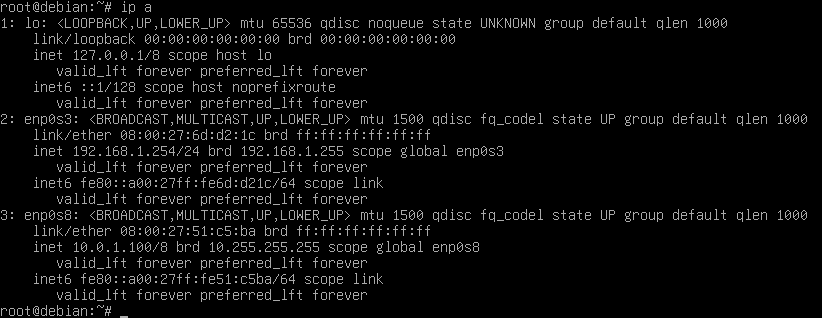 root@debian:~# ip a
1: lo: <LOOPBACK,UP,LOWER_UP> mtu 65536 qdisc noqueue state UNKNOWN group default qlen 1000
    link/loopback 00:00:00:00:00:00 brd 00:00:00:00:00:00
    inet 127.0.0.1/8 scope host lo
       valid_lft forever preferred_lft forever
    inet6 ::1/128 scope host noprefixroute
       valid_lft forever preferred_lft forever
2: enp0s3: <BROADCAST,MULTICAST,UP,LOWER_UP> mtu 1500 qdisc fq_codel state UP group default qlen 1000
    link/ether 08:00:27:6d:d2:1c brd ff:ff:ff:ff:ff:ff
    inet 192.168.1.254/24 brd 192.168.1.255 scope global enp0s3
       valid_lft forever preferred_lft forever
    inet6 fe80::a00:27ff:fe6d:d21c/64 scope link
       valid_lft forever preferred_lft forever
3: enp0s8: <BROADCAST,MULTICAST,UP,LOWER_UP> mtu 1500 qdisc fq_codel state UP group default qlen 1000
    link/ether 08:00:27:51:c5:ba brd ff:ff:ff:ff:ff:ff
    inet 10.0.1.100/8 brd 10.255.255.255 scope global enp0s8
       valid_lft forever preferred_lft forever
    inet6 fe80::a00:27ff:fe51:c5ba/64 scope link
       valid_lft forever preferred_lft forever
root@debian:~# _